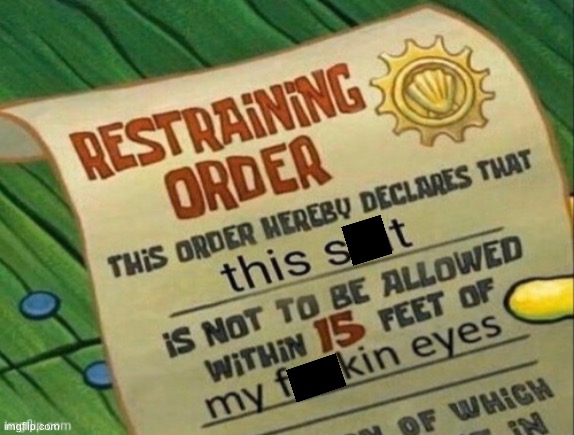 RESTRAINING
ORDER
THIS ORDER HEREBY DECLARES THAT
this s t
IS NOT TO BE ALLOWED
WITHIN 15 FEET OF
my f kin eyes
OF WHICH
IN
imgflip.com